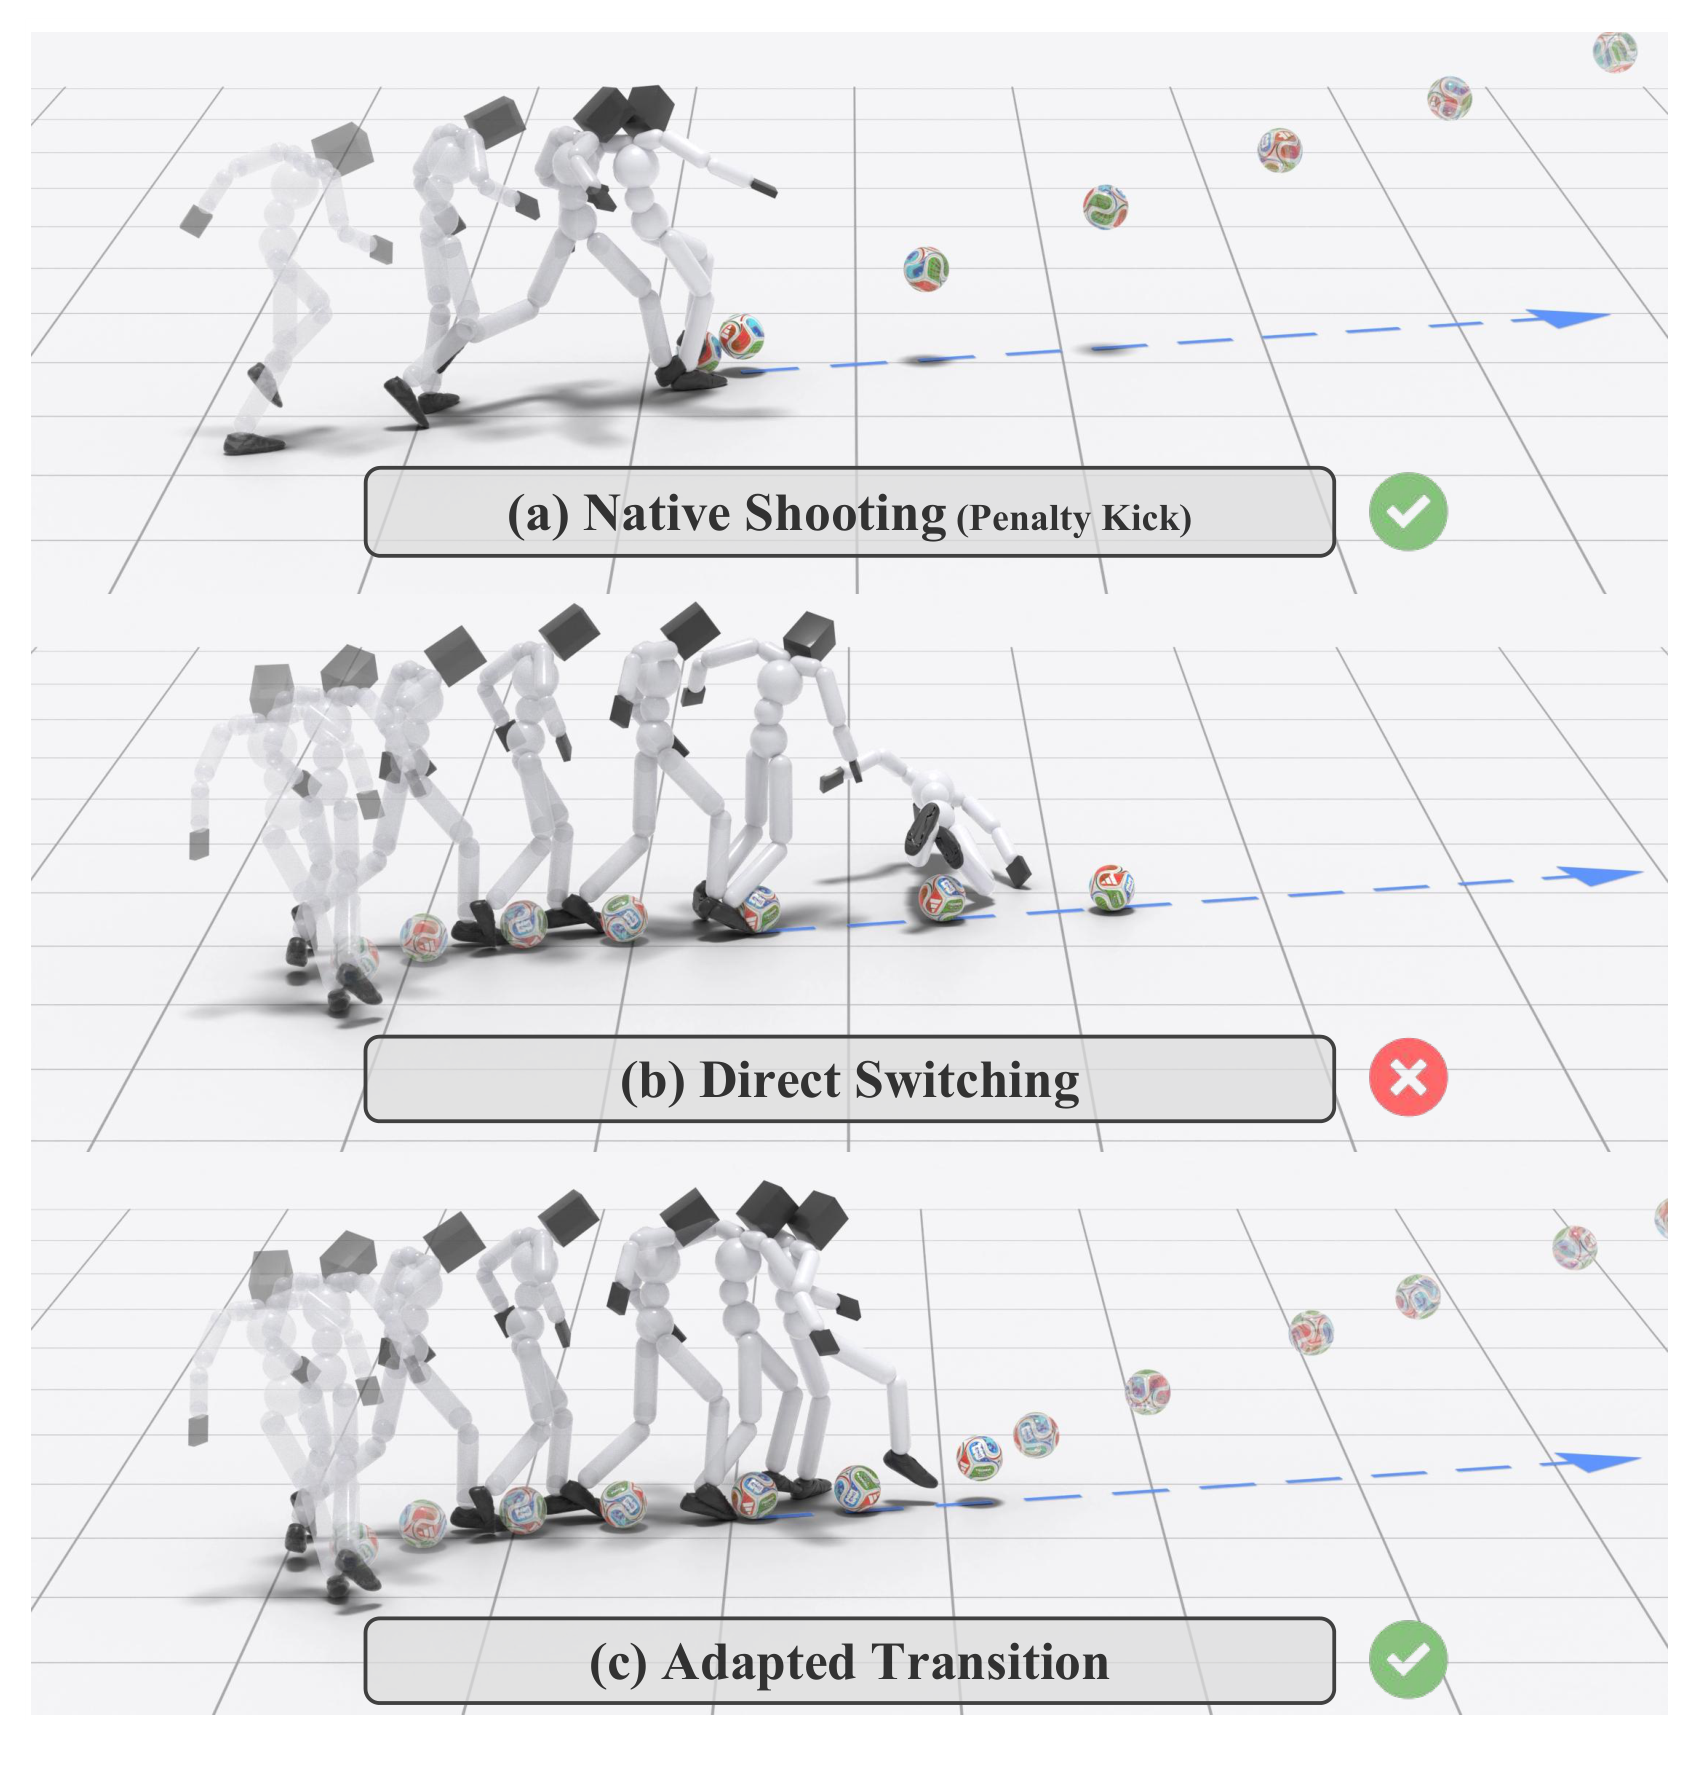 (a) Native Shooting (Penalty Kick)
(b) Direct Switching
(c) Adapted Transition